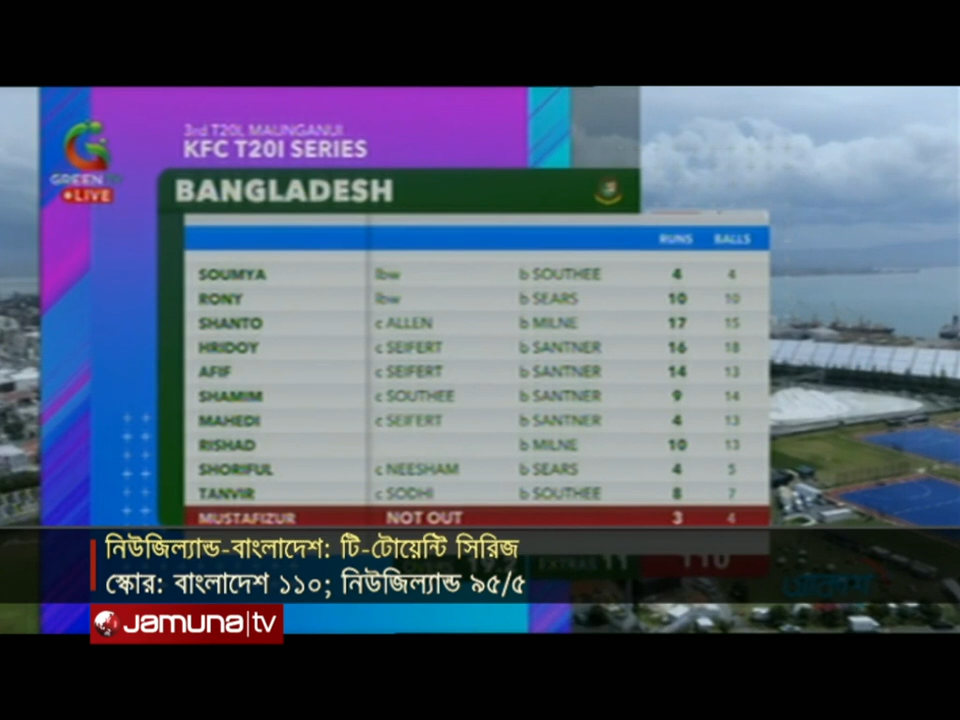 3rd T20I, MAUNGANUI
KFC T20I SERIES
GREEN TV
LIVE
BANGLADESH
RUNS BALLS
SOUMYA lbw b SOUTHEE 4 4
RONY lbw b SEARS 10 10
SHANTO c ALLEN b MILNE 17 15
HRIDOY c SEIFERT b SANTNER 16 18
AFIF c SEIFERT b SANTNER 14 13
SHAMIM c SOUTHEE b SANTNER 9 14
MAHEDI c SEIFERT b SANTNER 4 13
RISHAD b MILNE 10 13
SHORIFUL c NEESHAM b SEARS 4 5
TANVIR c SODHI b SOUTHEE 8 7
MUSTAFIZUR NOT OUT 3 4
EXTRAS 11 110
নিউজিল্যান্ড-বাংলাদেশ: টি-টোয়েন্টি সিরিজ
স্কোর: বাংলাদেশ ১১০; নিউজিল্যান্ড ৯৫/৫
Jamuna|tv